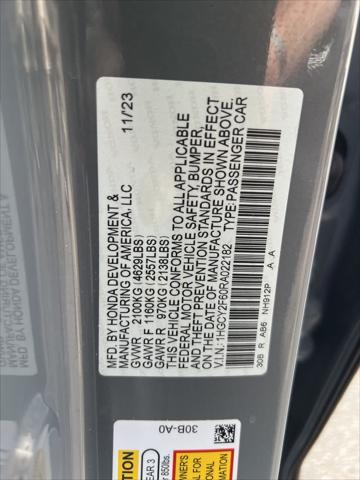 MFD. BY HONDA DEVELOPMENT &
MANUFACTURING OF AMERICA, LLC
11/23
GVWR 2100KG (4629LBS)
GAWR F 1160KG (2557LBS)
GAWR R 970KG (2138LBS)
THIS VEHICLE CONFORMS TO ALL APPLICABLE
FEDERAL MOTOR VEHICLE SAFETY, BUMPER,
AND THEFT PREVENTION STANDARDS IN EFFECT
ON THE DATE OF MANUFACTURE SHOWN ABOVE.
V.I.N.: 1HGCY2F60RA022182 TYPE: PASSENGER CAR
30B R AB6 NH912P A A
30B-A0